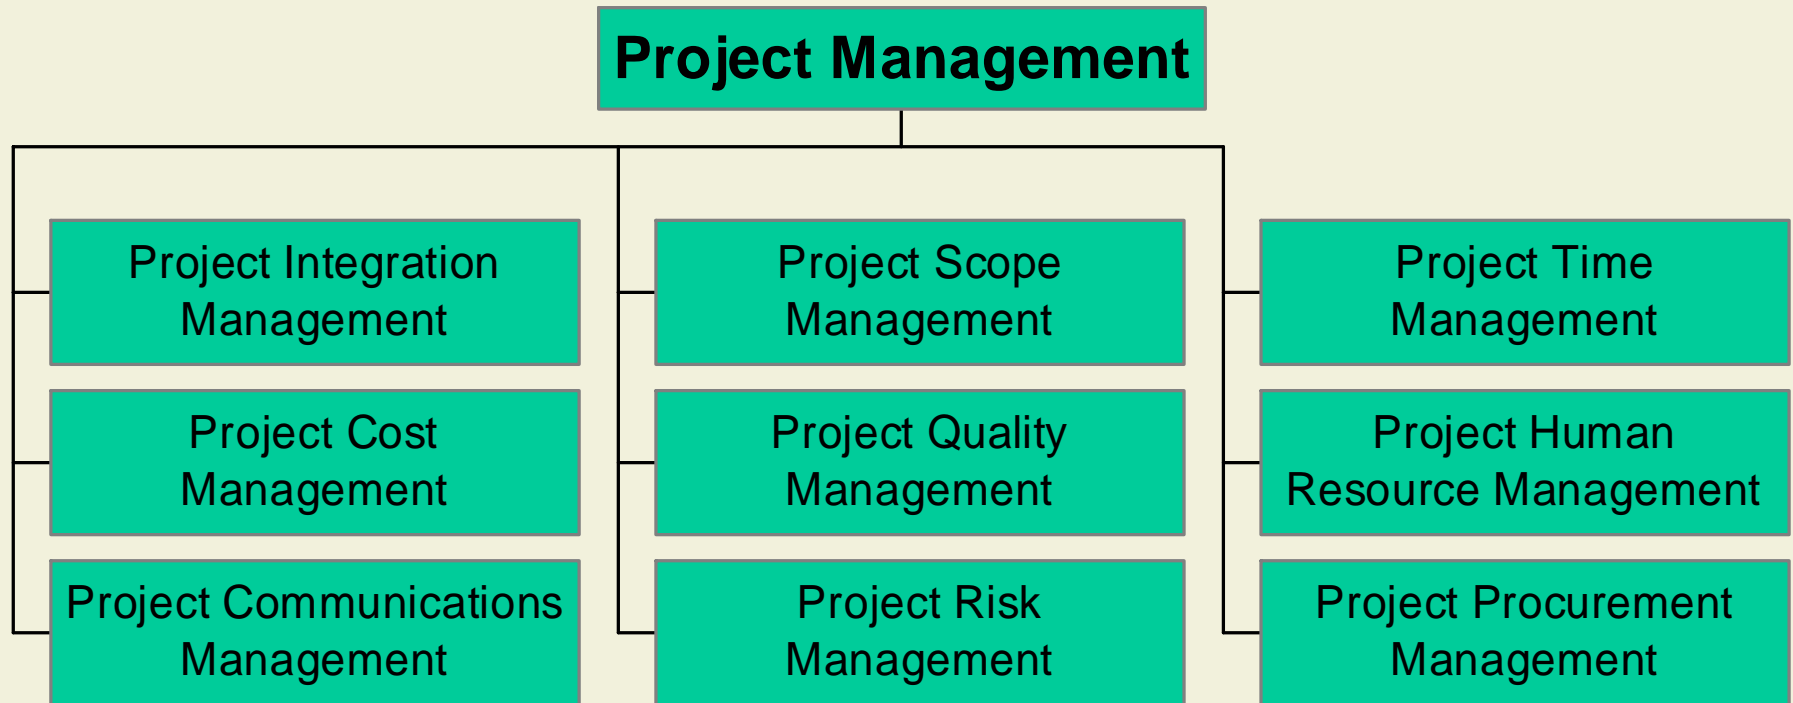 Project Management
Project Integration
Management
Project Scope
Management
Project Time
Management
Project Cost
Management
Project Quality
Management
Project Human
Resource Management
Project Communications
Management
Project Risk
Management
Project Procurement
Management